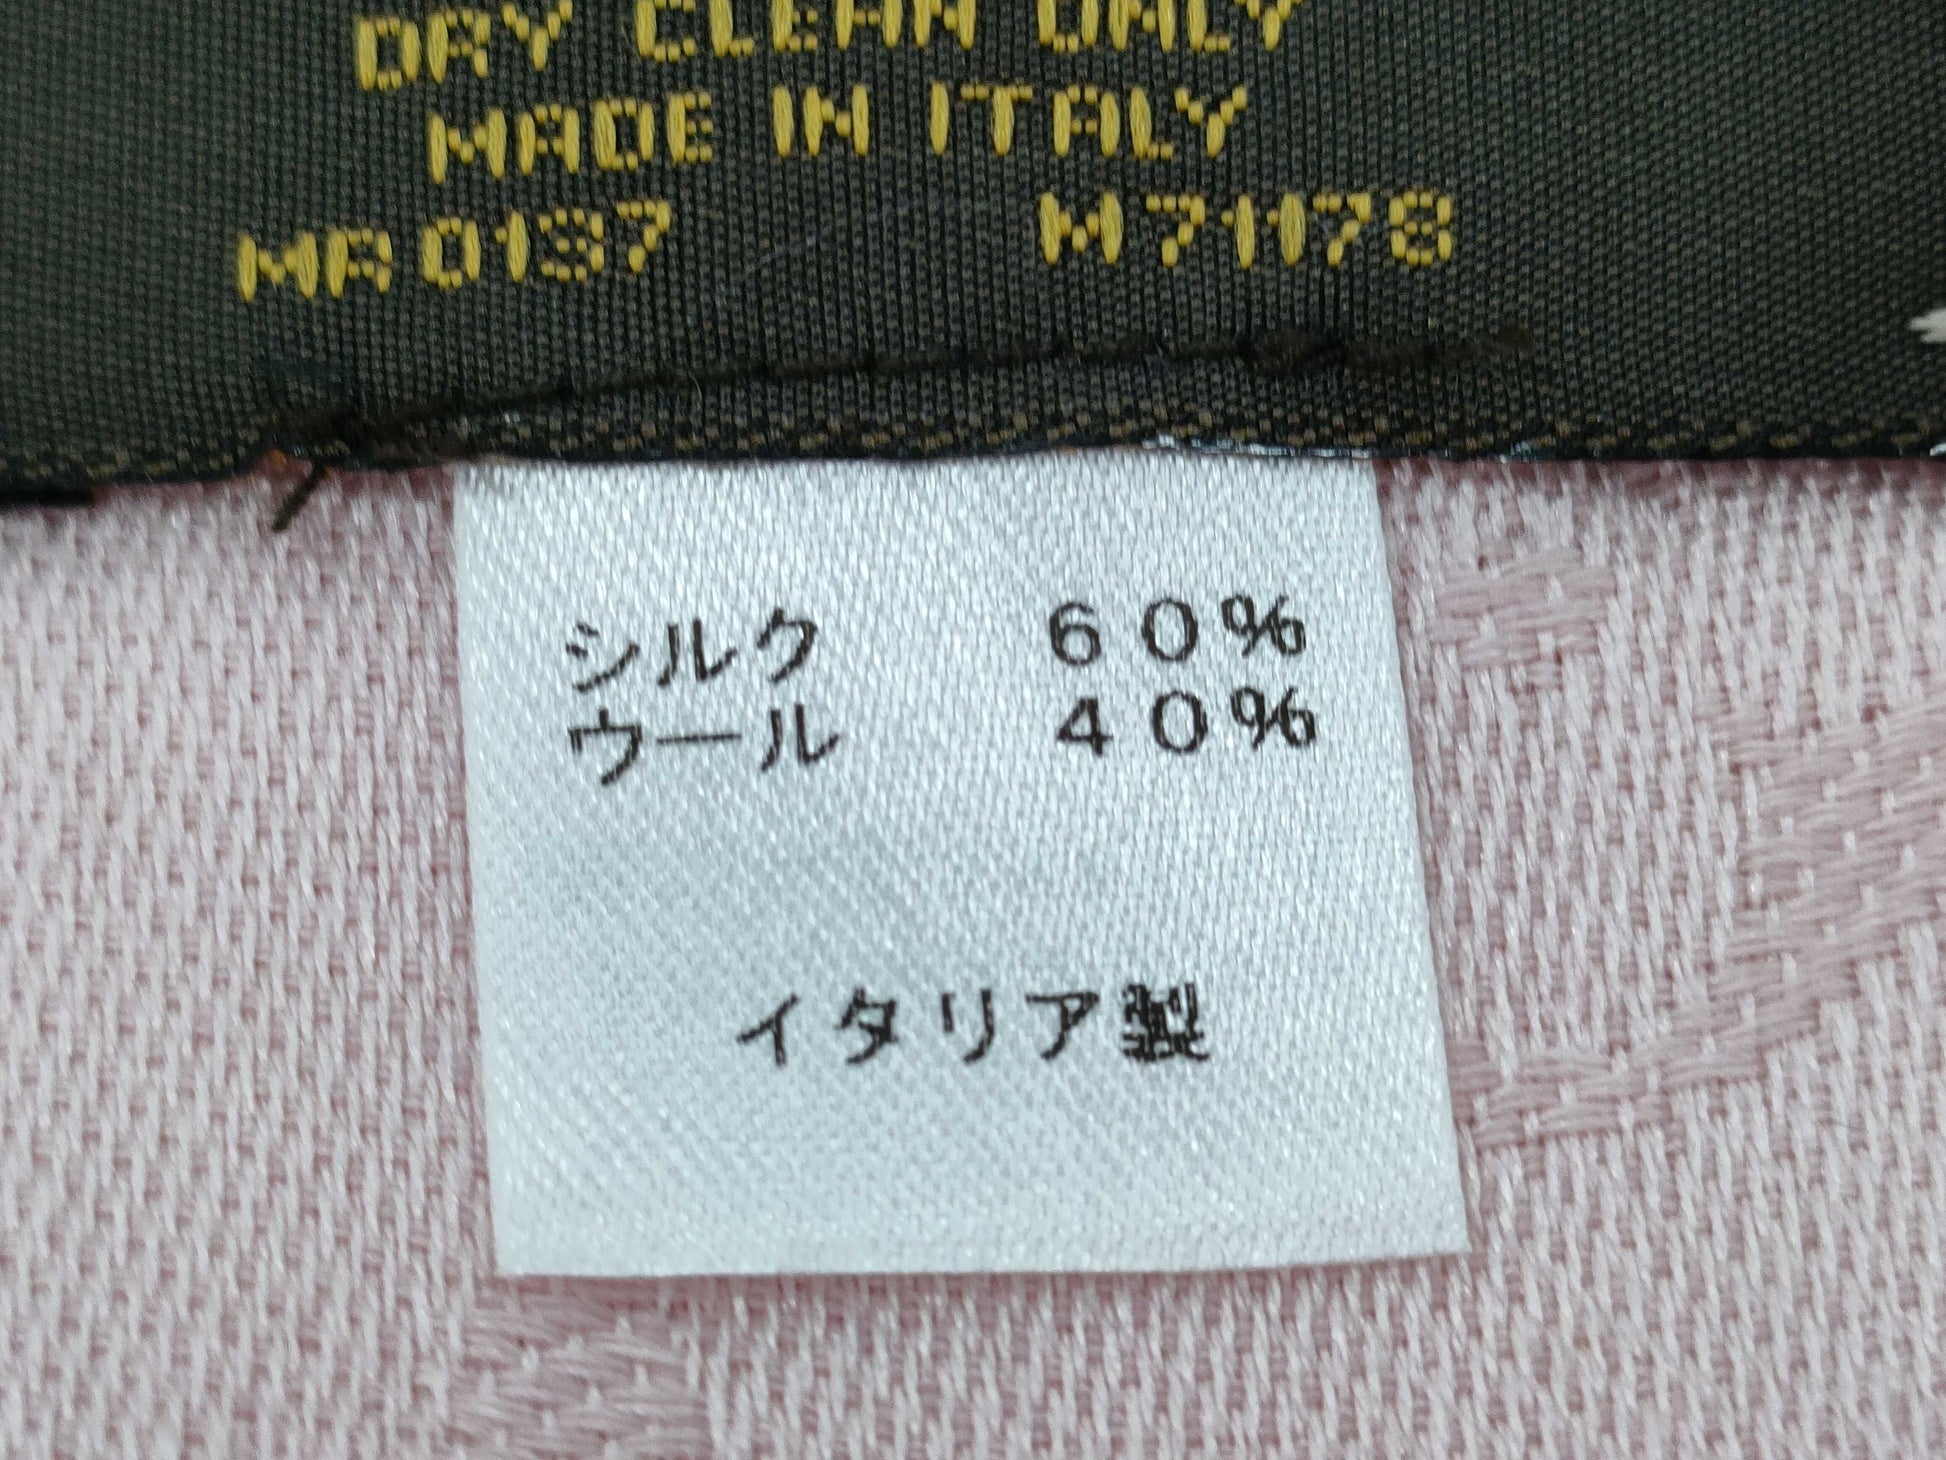 DRY CLEAN ONLY
MADE IN ITALY
MA0197 M71178
シルク 60%
ウール 40%
イタリア製